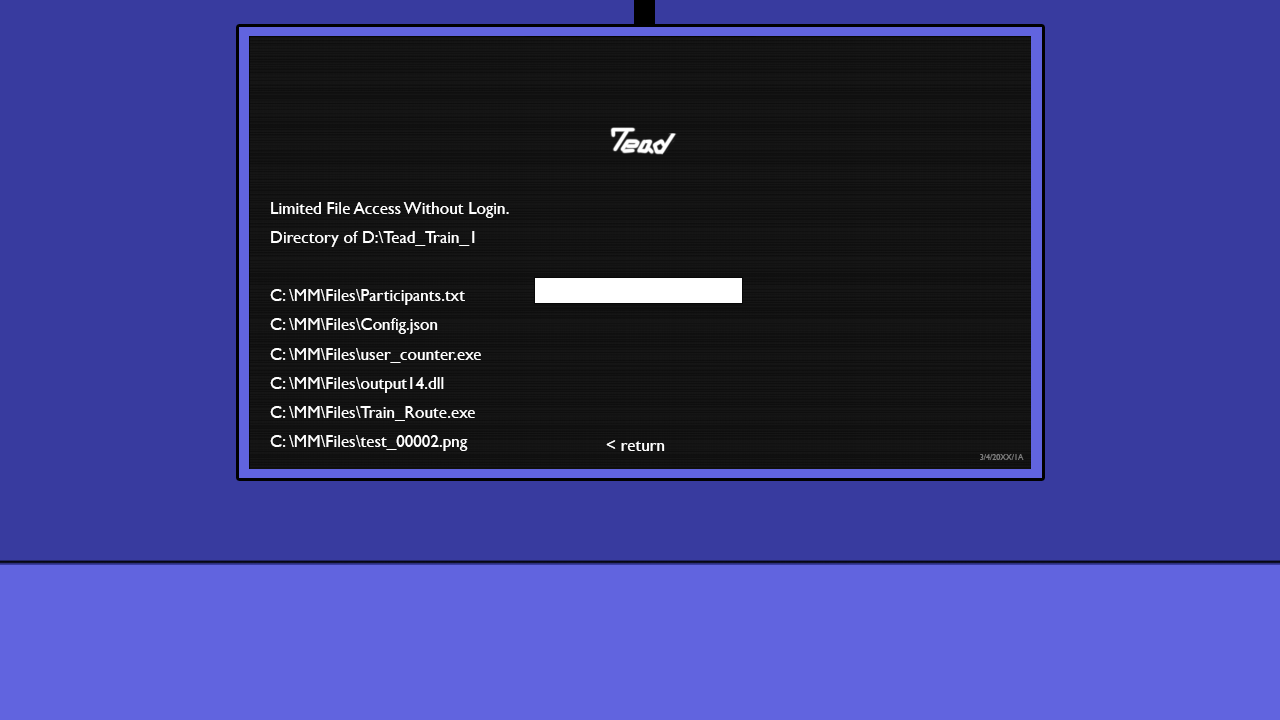 Tead
Limited File Access Without Login.
Directory of D:\Tead_Train_1
C: \MM\Files\Participants.txt
C: \MM\Files\Config.json
C: \MM\Files\user_counter.exe
C: \MM\Files\output14.dll
C: \MM\Files\Train_Route.exe
C: \MM\Files\test_00002.png
< return
3/4/20XX/1A